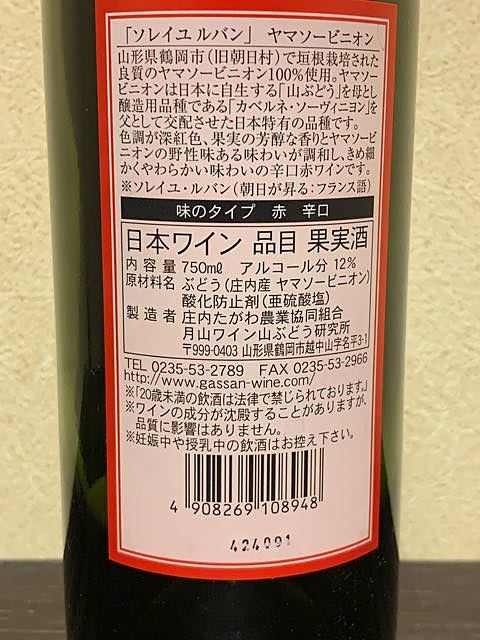 「ソレイユ ルバン」 ヤマソービニオン
山形県鶴岡市(旧朝日村)で垣根栽培された
良質のヤマソービニオン100%使用。ヤマソー
ビニオンは日本に自生する「山ぶどう」を母とし
醸造用品種である「カベルネ・ソーヴィニヨン」を
父として交配させた日本特有の品種です。
色調が深紅色、果実の芳醇な香りとヤマソービ
ニオンの野性味ある味わいが調和し、きめ細
かくやわらかい味わいの辛口赤ワインです。
※ソレイユ・ルバン(朝日が昇る:フランス語)
味のタイプ 赤 辛口
日本ワイン 品目 果実酒
内容量 750mℓ アルコール分 12%
原材料名 ぶどう(庄内産 ヤマソービニオン)
酸化防止剤(亜硫酸塩)
製造者 庄内たがわ農業協同組合
月山ワイン山ぶどう研究所
〒999-0403 山形県鶴岡市越中山字名平3-1
TEL 0235-53-2789 FAX 0235-53-2966
http://www.gassan-wine.com/
※「20歳未満の飲酒は法律で禁じられております。」
※ワインの成分が沈殿することがありますが、
品質に影響はありません。
※妊娠中や授乳中の飲酒はお控え下さい。
4 908269 108948
424091